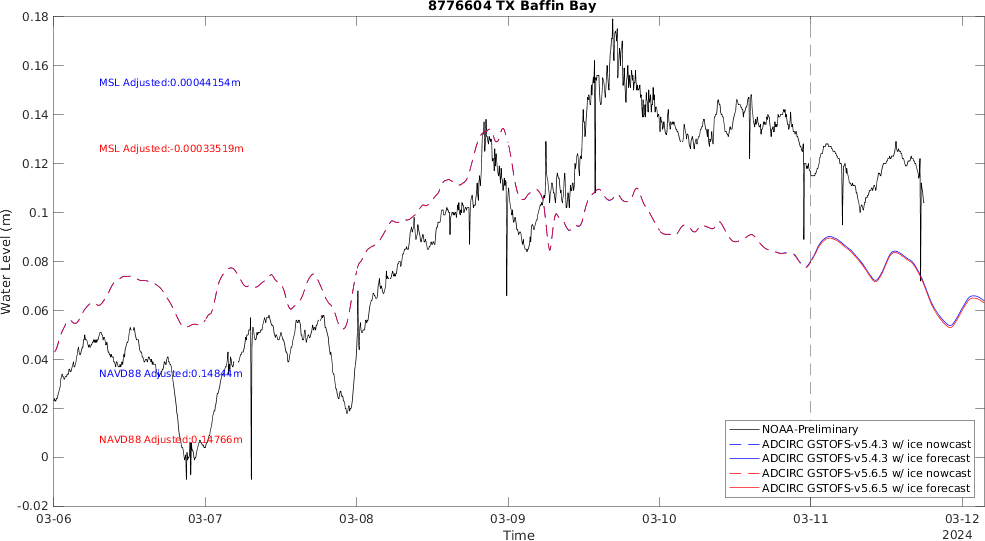 8776604 TX Baffin Bay
0.18
0.16
0.14
0.12
0.1
0.08
0.06
0.04
0.02
0
-0.02
Water Level (m)
MSL Adjusted:0.00044154m
MSL Adjusted:-0.00033519m
NAVD88 Adjusted:0.14844m
NAVD88 Adjusted:0.14766m
NOAA-Preliminary
ADCIRC GSTOFS-v5.4.3 w/ ice nowcast
ADCIRC GSTOFS-v5.4.3 w/ ice forecast
ADCIRC GSTOFS-v5.6.5 w/ ice nowcast
ADCIRC GSTOFS-v5.6.5 w/ ice forecast
03-06
03-07
03-08
03-09
03-10
03-11
03-12
Time
2024